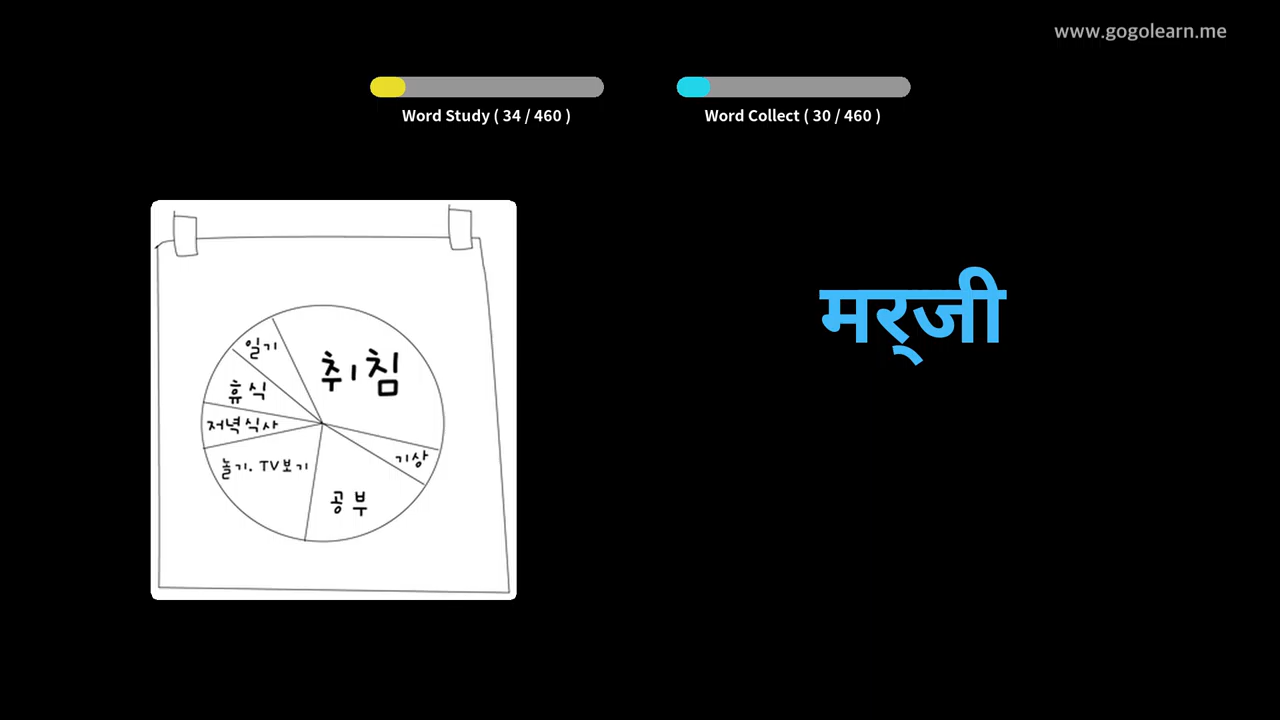 www.gogolearn.me
Word Study ( 34 / 460 )
Word Collect ( 30 / 460 )
일기
취침
휴식
저녁식사
놀기. TV보기
기상
공부
मर्‌जी